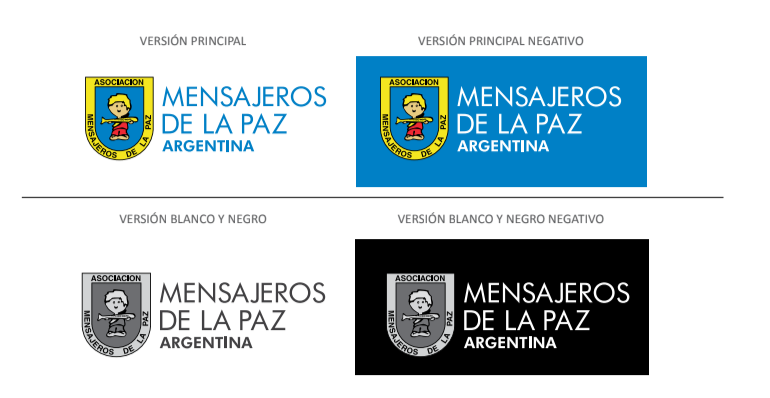 VERSIÓN PRINCIPAL
VERSIÓN PRINCIPAL NEGATIVO
ASOCIACION
MENSAJEROS DE LA PAZ
MENSAJEROS
DE LA PAZ
ARGENTINA
ASOCIACION
MENSAJEROS DE LA PAZ
MENSAJEROS
DE LA PAZ
ARGENTINA
VERSIÓN BLANCO Y NEGRO
VERSIÓN BLANCO Y NEGRO NEGATIVO
ASOCIACION
MENSAJEROS DE LA PAZ
MENSAJEROS
DE LA PAZ
ARGENTINA
ASOCIACION
MENSAJEROS DE LA PAZ
MENSAJEROS
DE LA PAZ
ARGENTINA